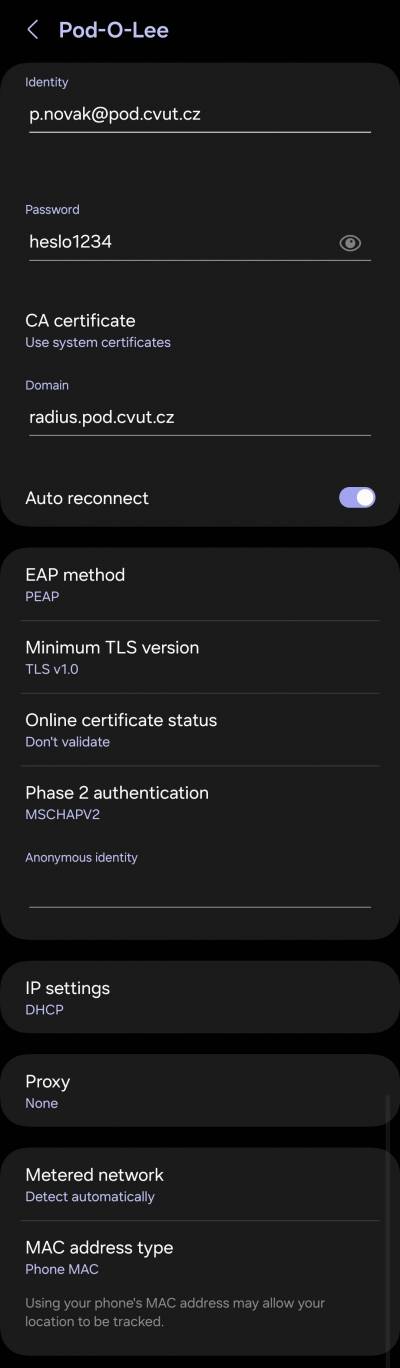 Pod-O-Lee
Identity
p.novak@pod.cvut.cz
Password
heslo1234
CA certificate
Use system certificates
Domain
radius.pod.cvut.cz
Auto reconnect
EAP method
PEAP
Minimum TLS version
TLS v1.0
Online certificate status
Don't validate
Phase 2 authentication
MSCHAPV2
Anonymous identity
IP settings
DHCP
Proxy
None
Metered network
Detect automatically
MAC address type
Phone MAC
Using your phone's MAC address may allow your
location to be tracked.